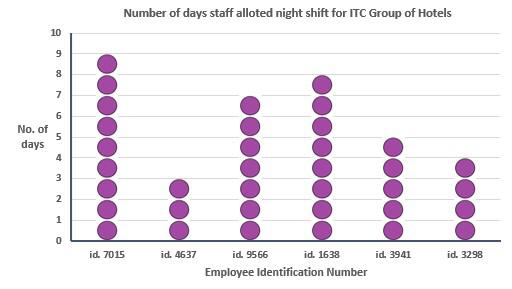 Number of days staff alloted night shift for ITC Group of Hotels
10
9
8
7
6
5
4
3
2
1
0
No. of
days
id. 7015 id. 4637 id. 9566 id. 1638 id. 3941 id. 3298
Employee Identification Number